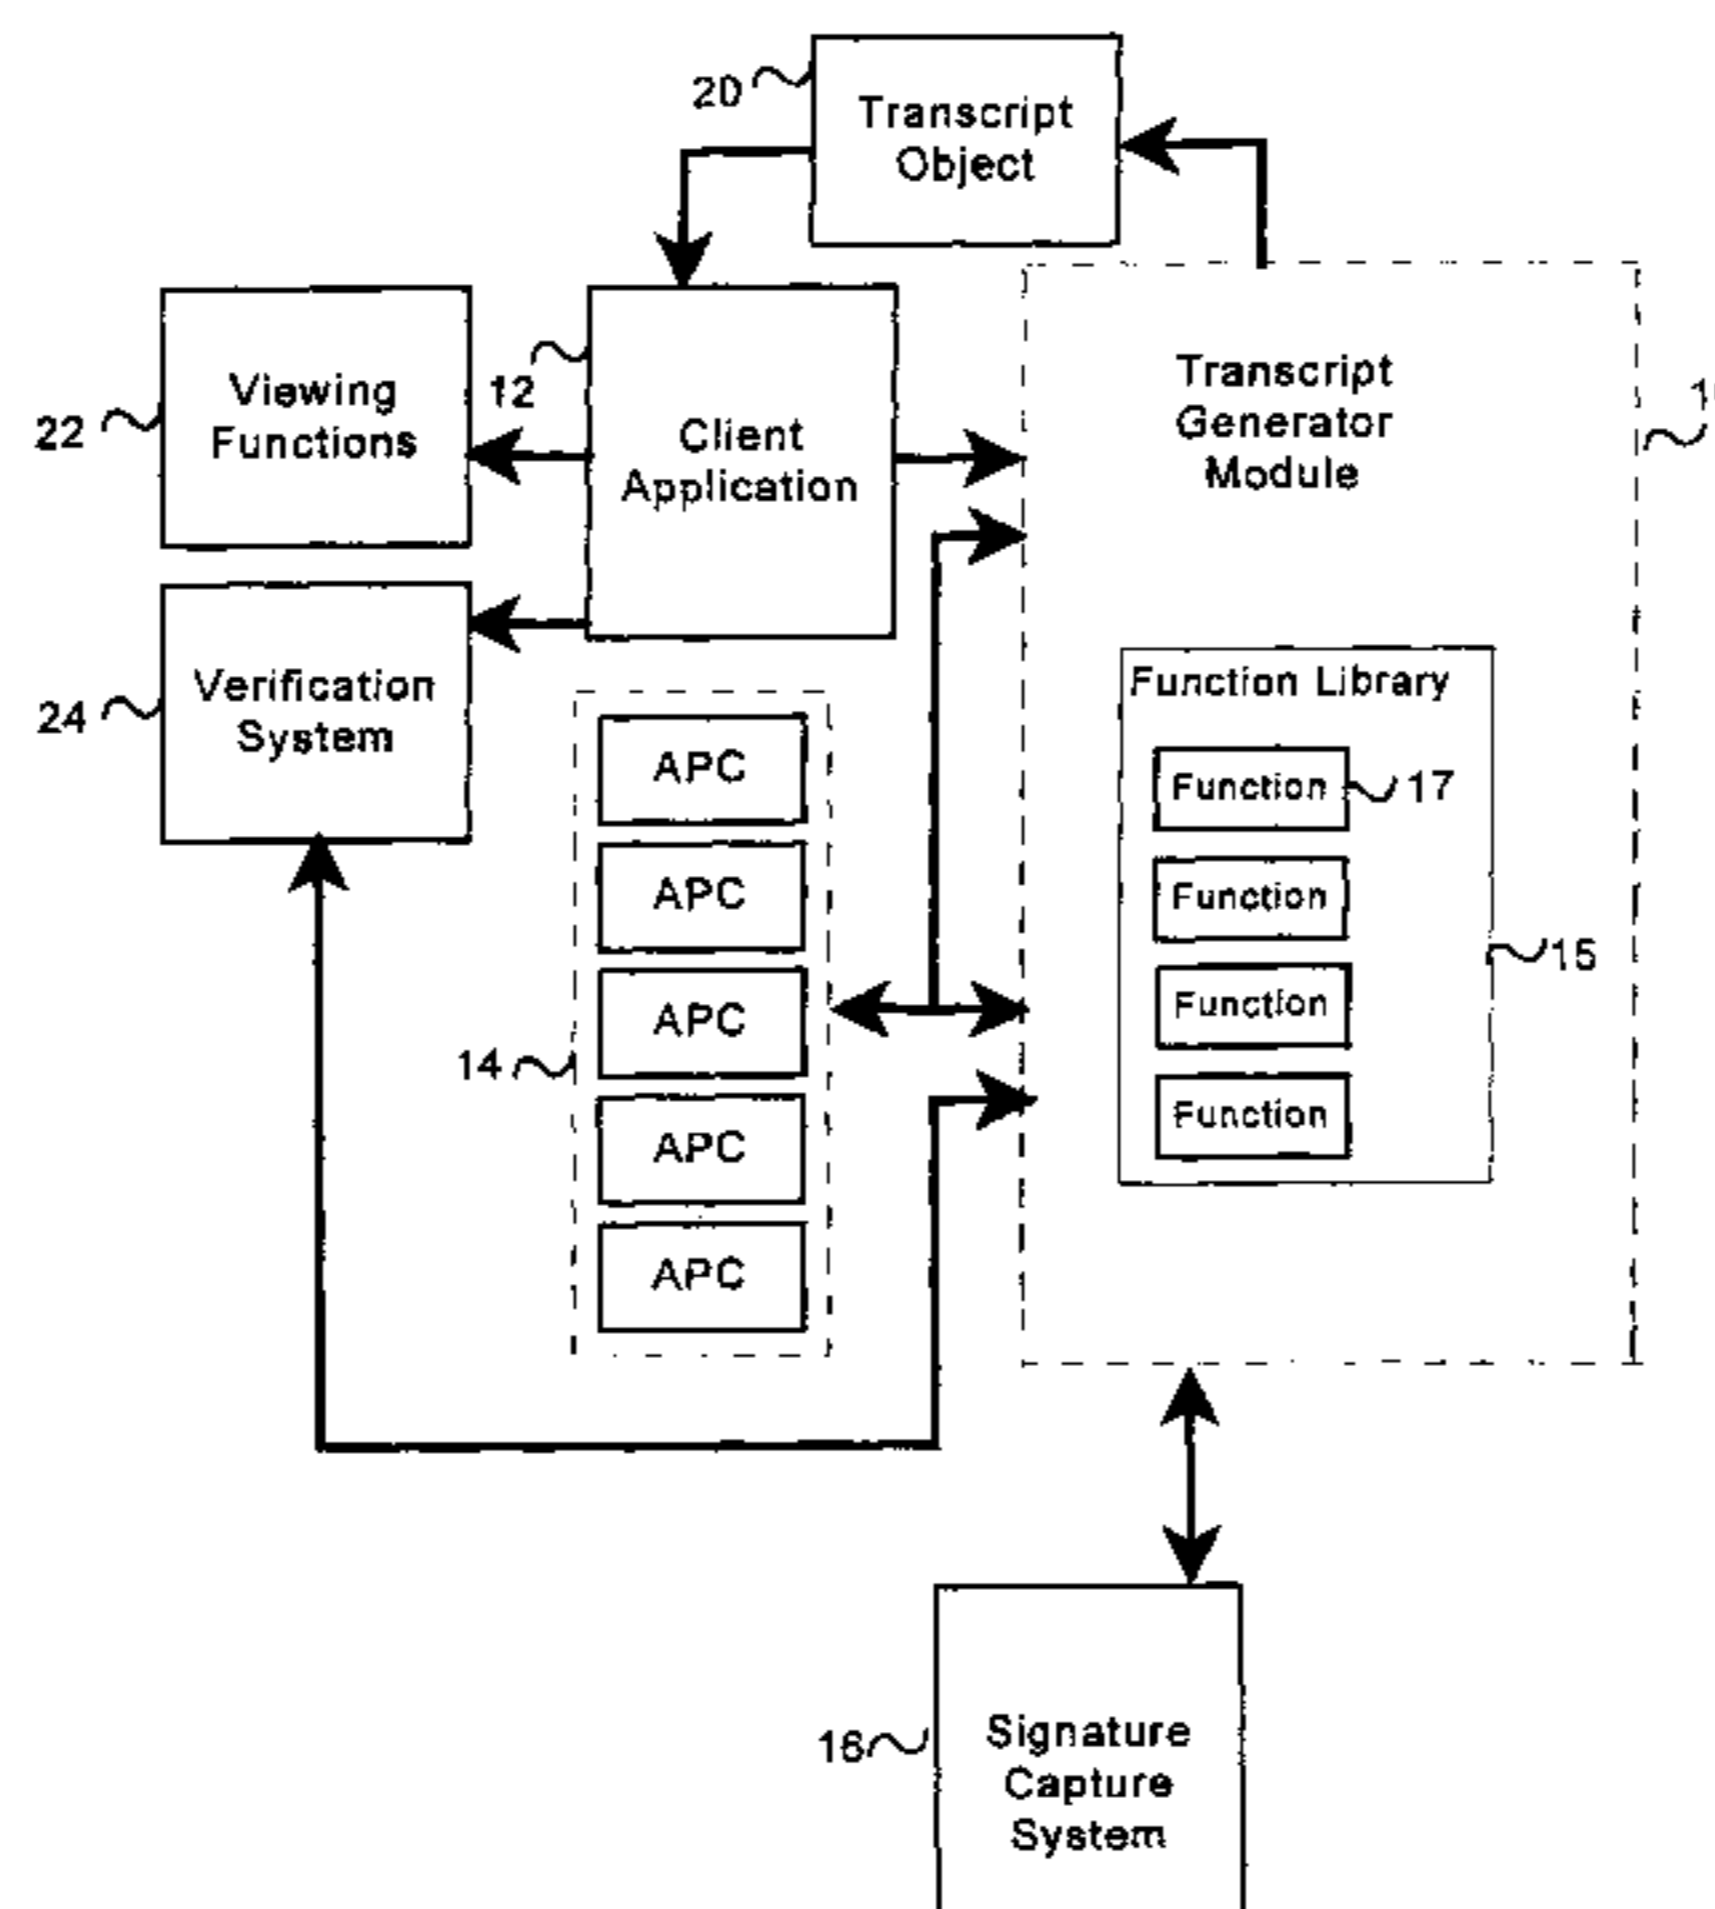 20
Transcript
Object
22
Viewing
Functions
12
Client
Application
Transcript
Generator
Module
24
Verification
System
14
APC
APC
APC
APC
APC
Function Library
Function
17
Function
Function
Function
15
16
Signature
Capture
System